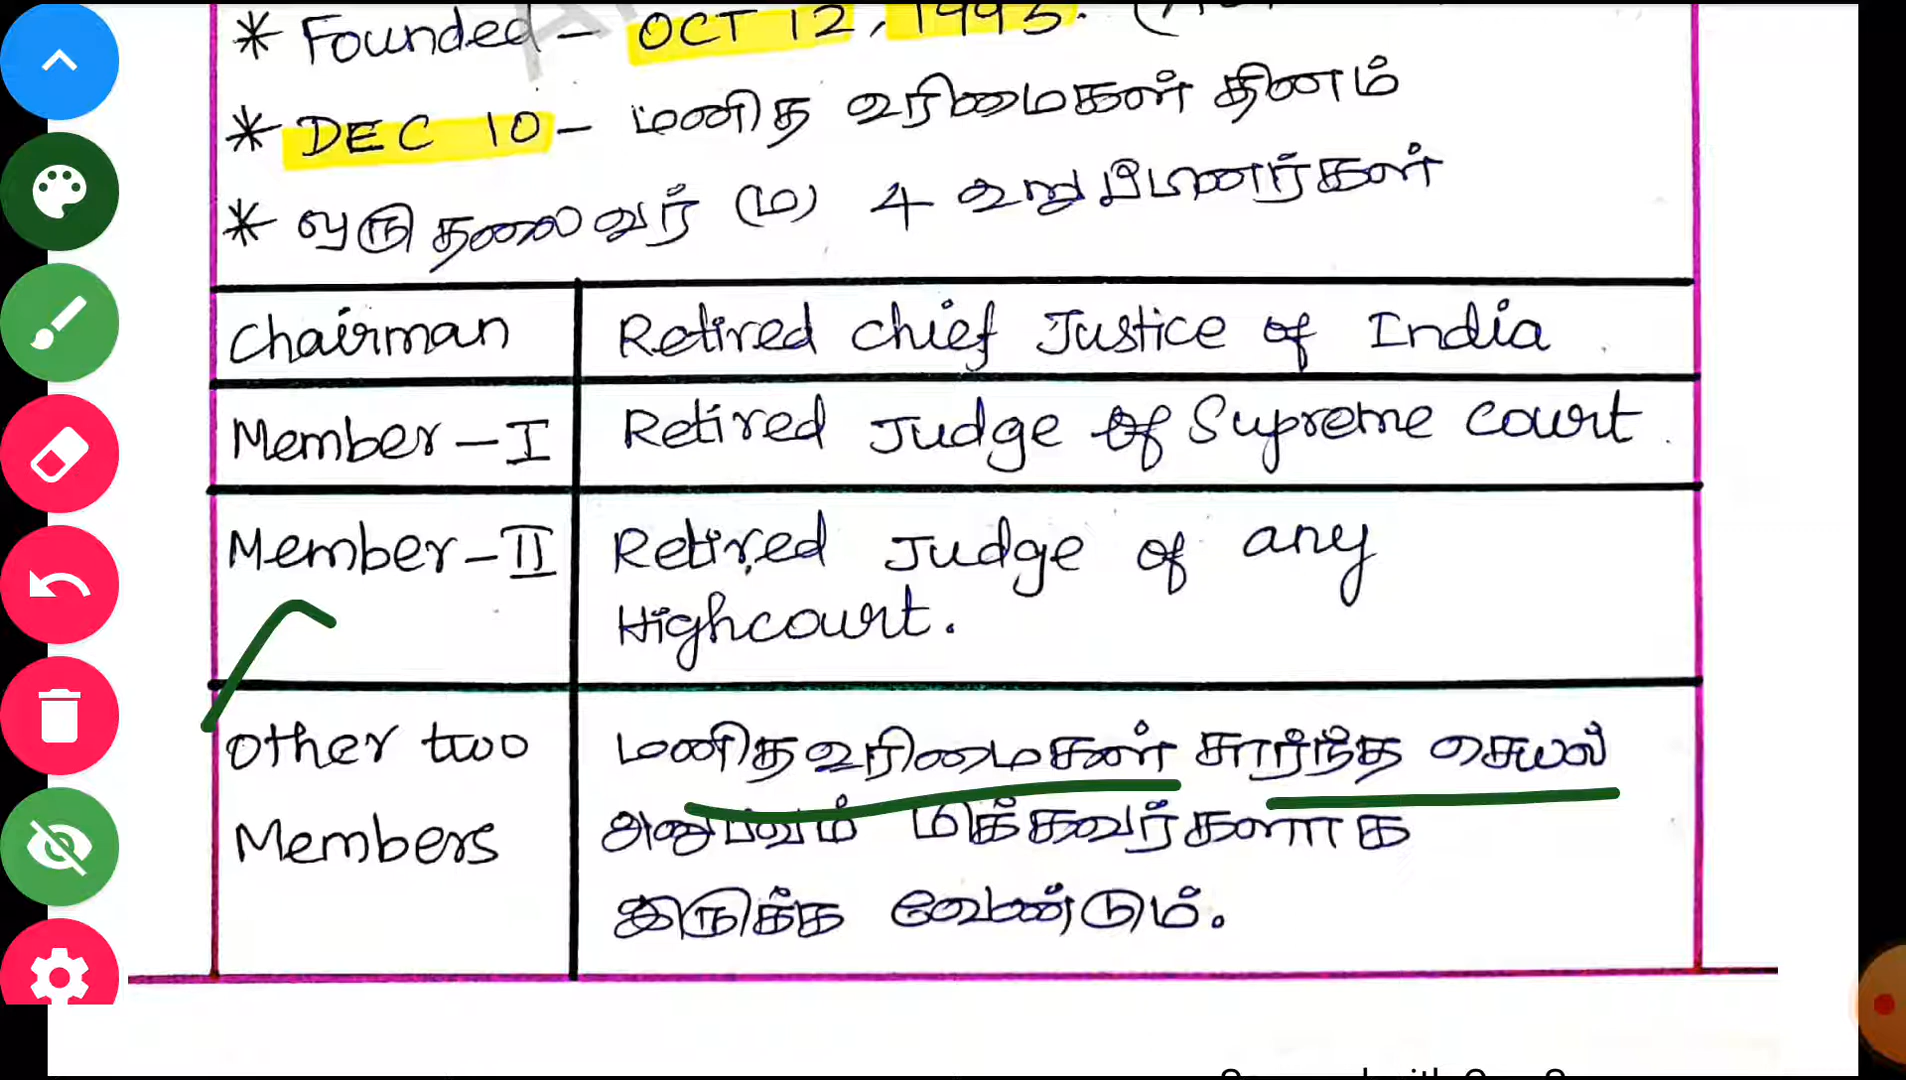 * Founded - OCT 12, 1993.
* DEC 10 - மனித உரிமைகள் தினம்
* ஒரு தலைவர் (ம) 4 உறுப்பினர்கள்
Chairman Retired chief Justice of India.
Member - I Retired Judge of Supreme court.
Member - II Retired Judge of any
Highcourt.
Other two மனித உரிமைகள் சார்ந்த செயல்
Members அனுபவம் மிக்கவர்களாக
இருக்க வேண்டும்.